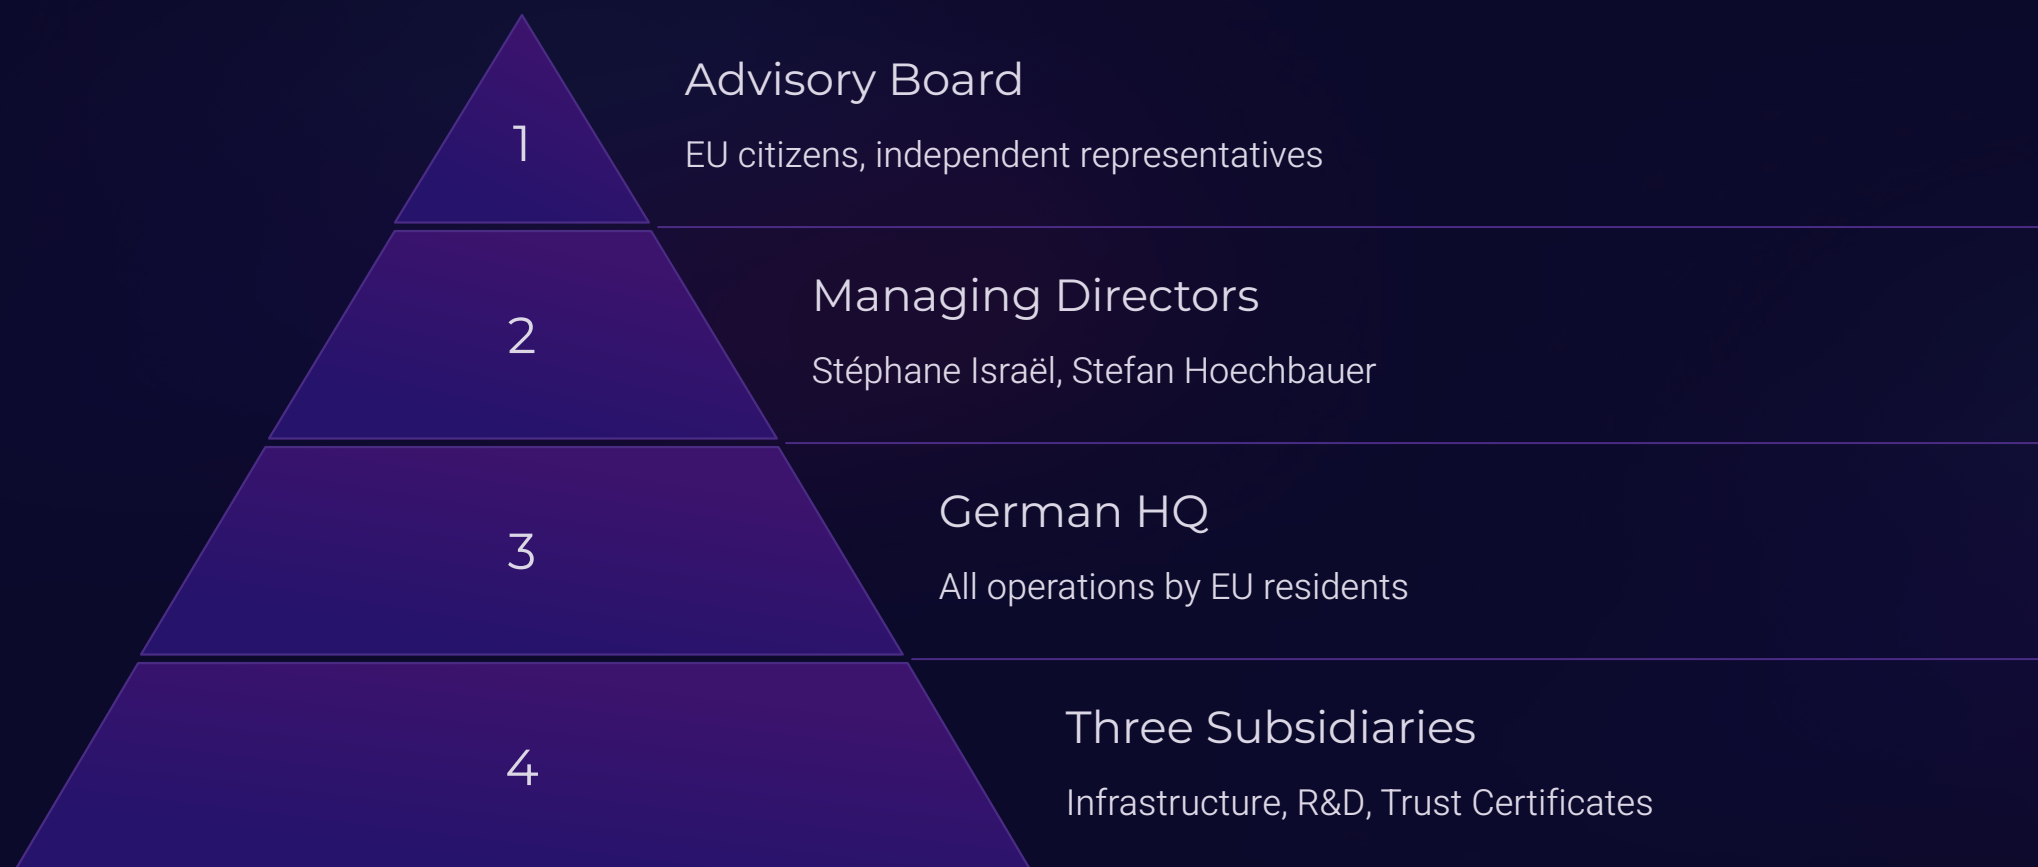 1
Advisory Board
EU citizens, independent representatives
2
Managing Directors
Stéphane Israël, Stefan Hoechbauer
3
German HQ
All operations by EU residents
4
Three Subsidiaries
Infrastructure, R&D, Trust Certificates